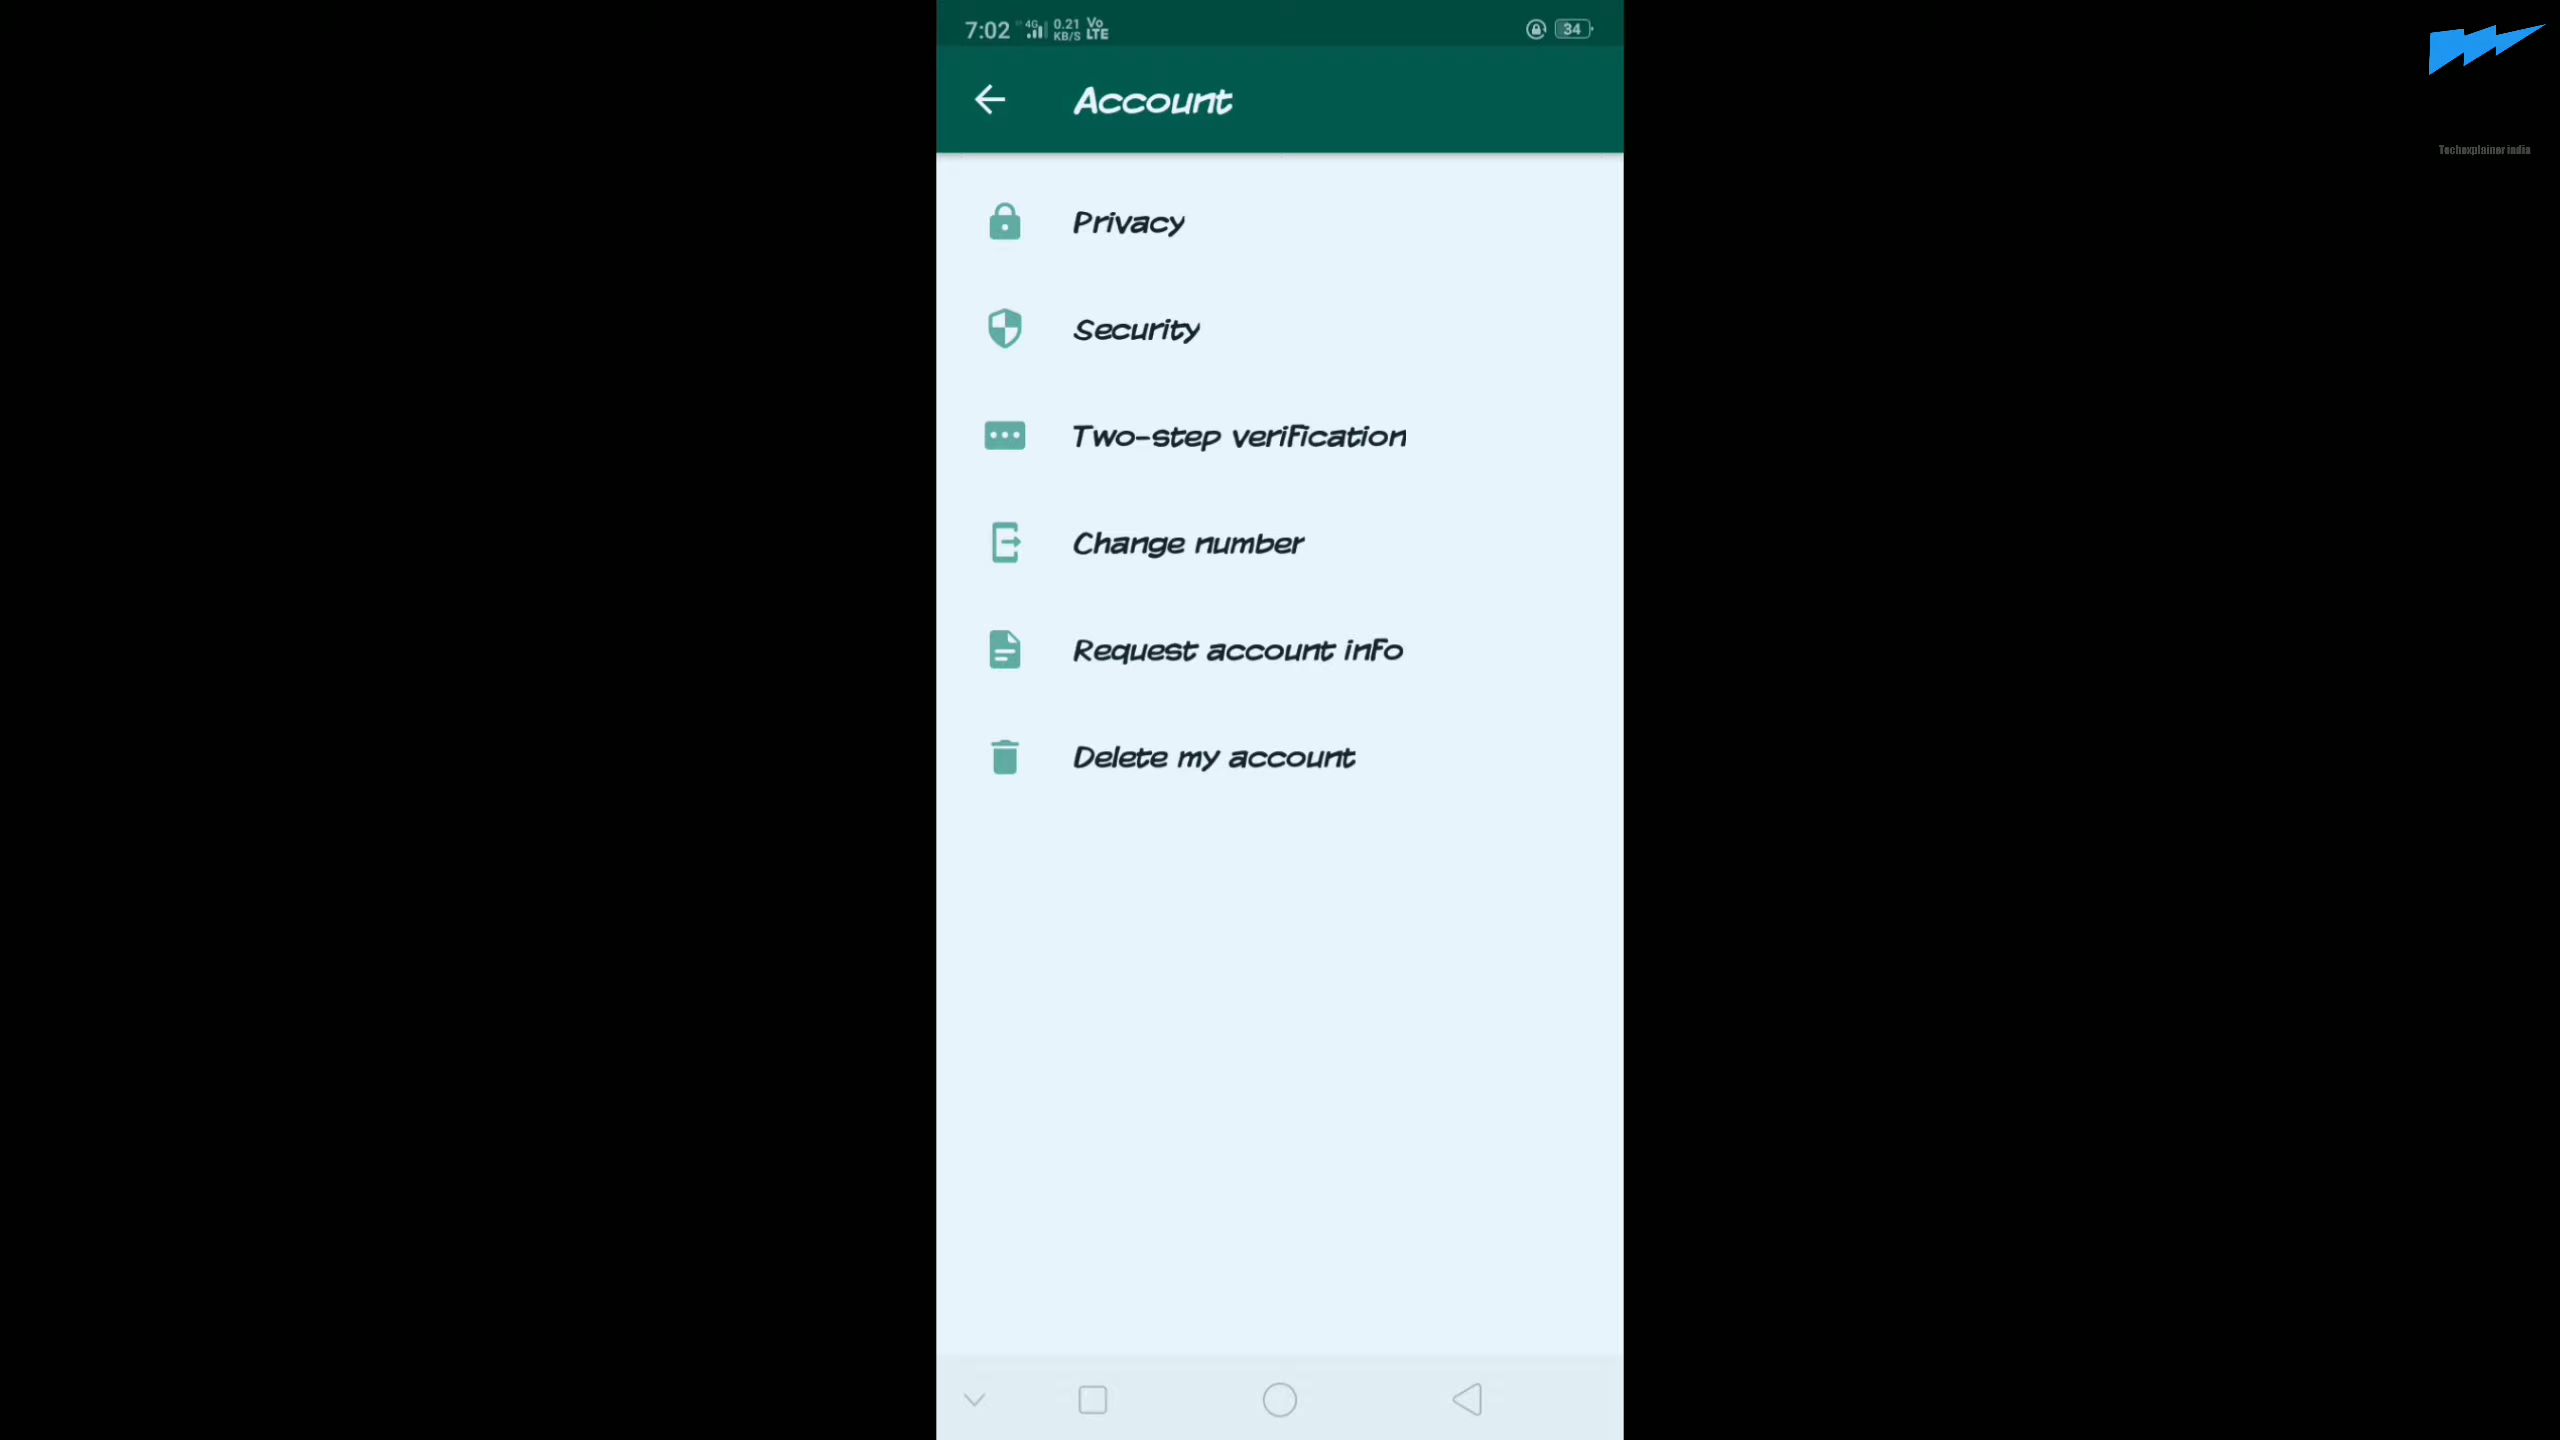 7:02 4G 0.21 KB/S Vo LTE 34
Account
Privacy
Security
Two-step verification
Change number
Request account info
Delete my account
Techexplainer india